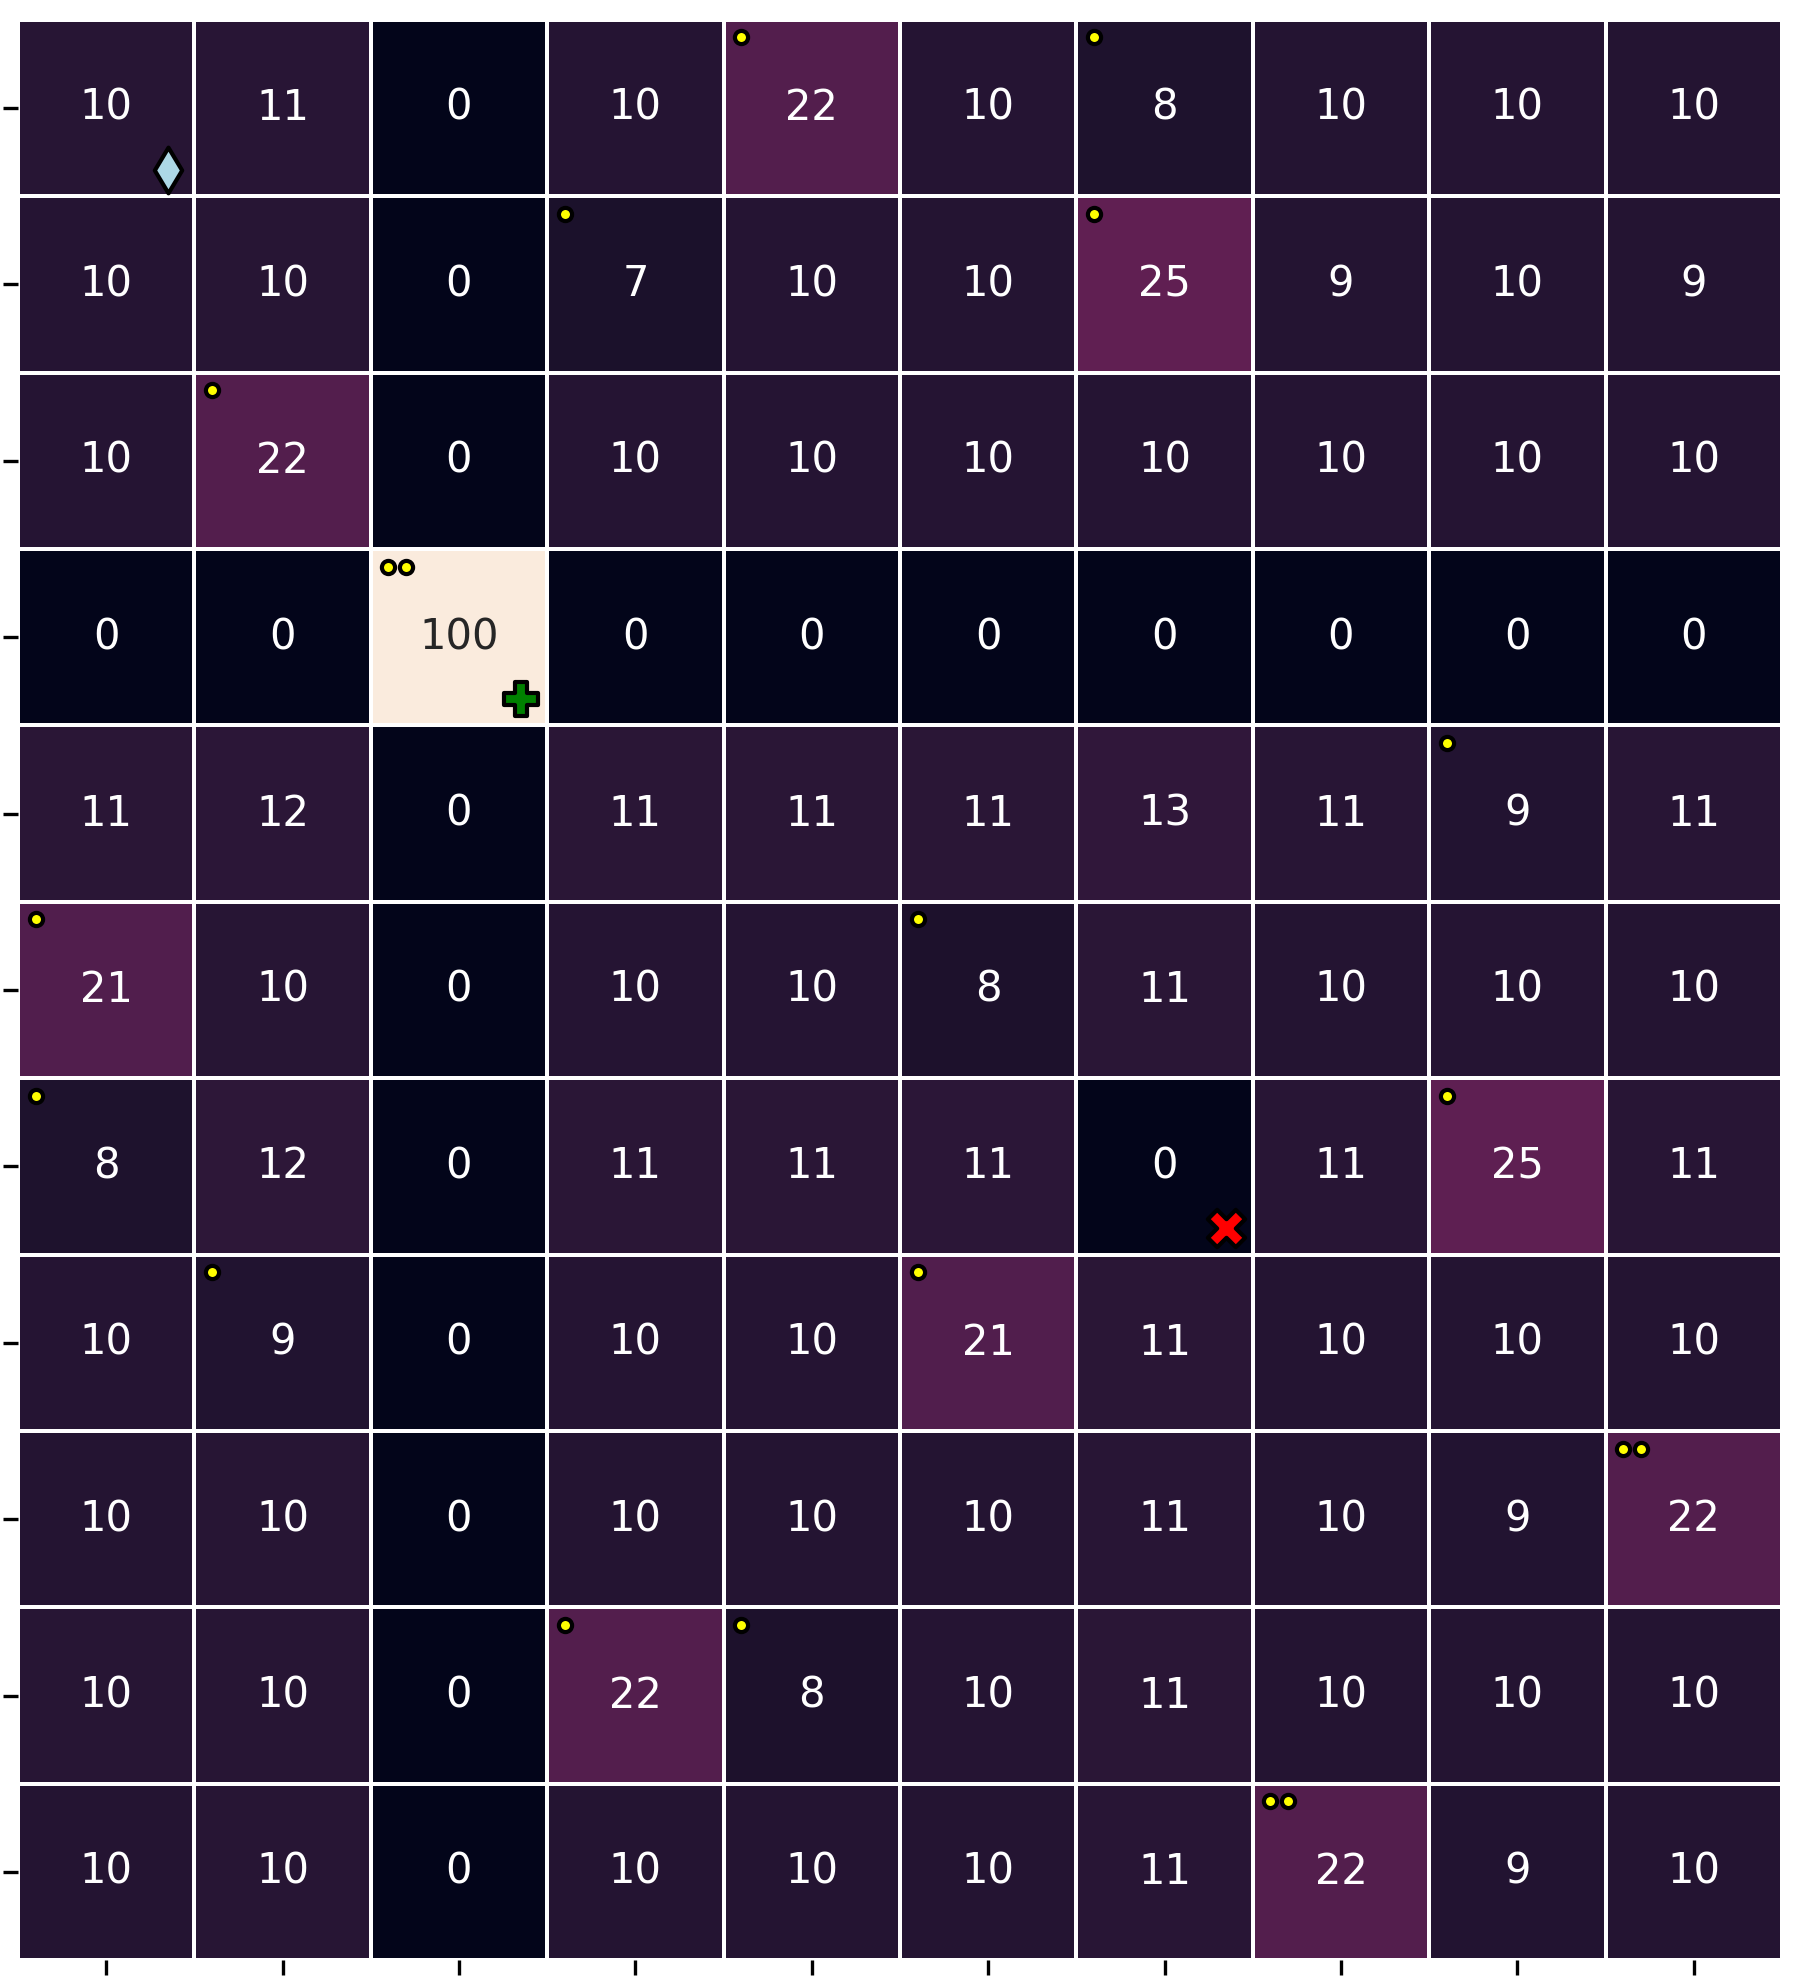 10 11 0 10 22 10 8 10 10 10
10 10 0 7 10 10 25 9 10 9
10 22 0 10 10 10 10 10 10 10
0 0 100 0 0 0 0 0 0 0
11 12 0 11 11 11 13 11 9 11
21 10 0 10 10 8 11 10 10 10
8 12 0 11 11 11 0 11 25 11
10 9 0 10 10 21 11 10 10 10
10 10 0 10 10 10 11 10 9 22
10 10 0 22 8 10 11 10 10 10
10 10 0 10 10 10 11 22 9 10